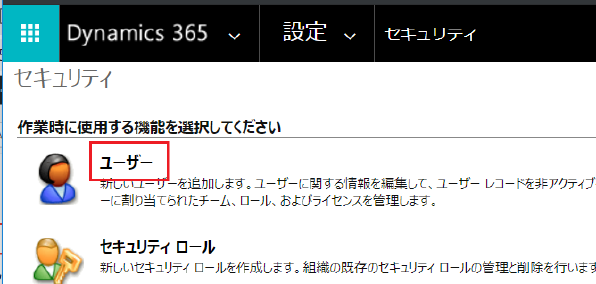 Dynamics 365 設定 セキュリティ
セキュリティ
作業時に使用する機能を選択してください
ユーザー
新しいユーザーを追加します。ユーザーに関する情報を編集して、ユーザー レコードを非アクティブ
ーに割り当てられたチーム、ロール、およびライセンスを管理します。
セキュリティ ロール
新しいセキュリティ ロールを作成します。組織の既存のセキュリティ ロールの管理と削除を行います